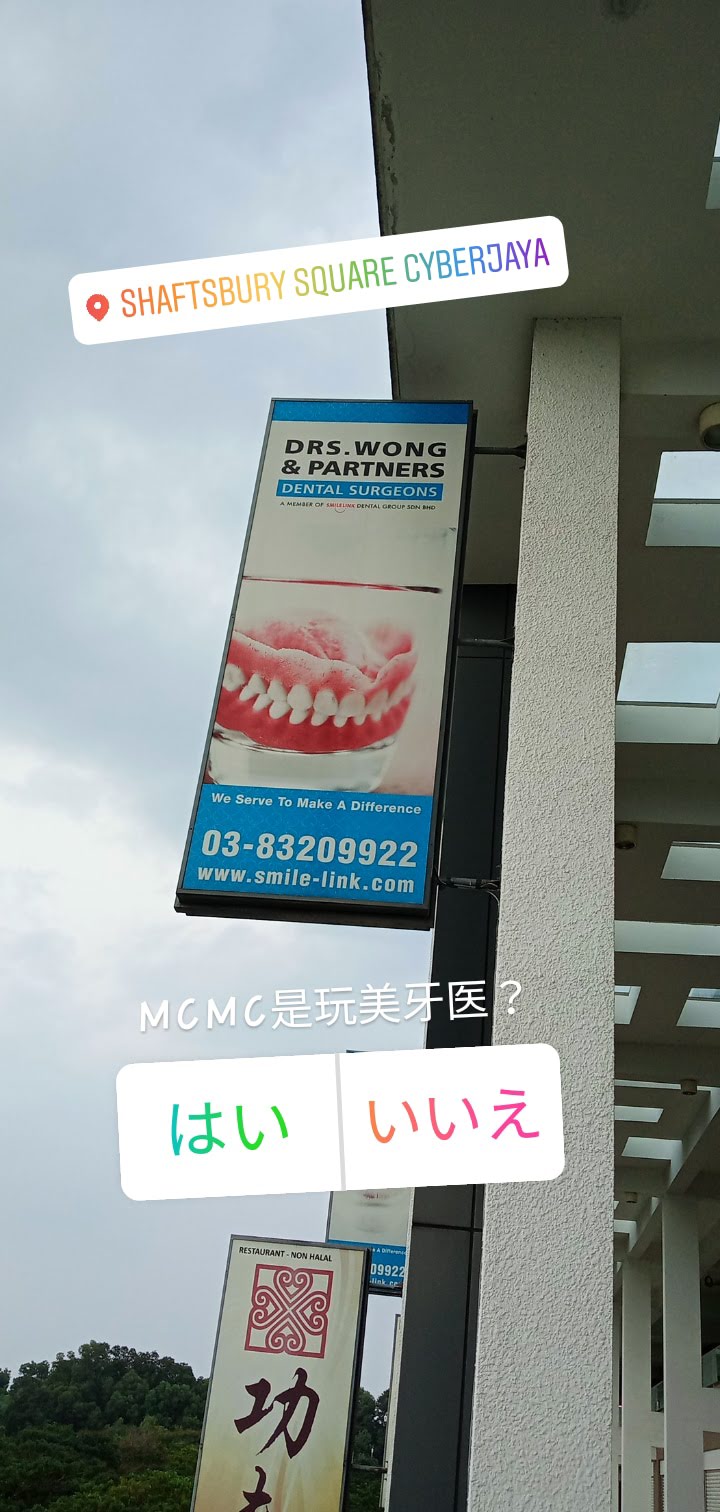 SHAFTSBURY SQUARE CYBERJAYA
DRS.WONG
& PARTNERS
DENTAL SURGEONS
A MEMBER OF SMILELINK DENTAL GROUP SDN BHD
We Serve To Make A Difference
03-83209922
www.smile-link.com
MCMC是玩美牙医？
はい いいえ
A Difference
09922
RESTAURANT - NON HALAL
功